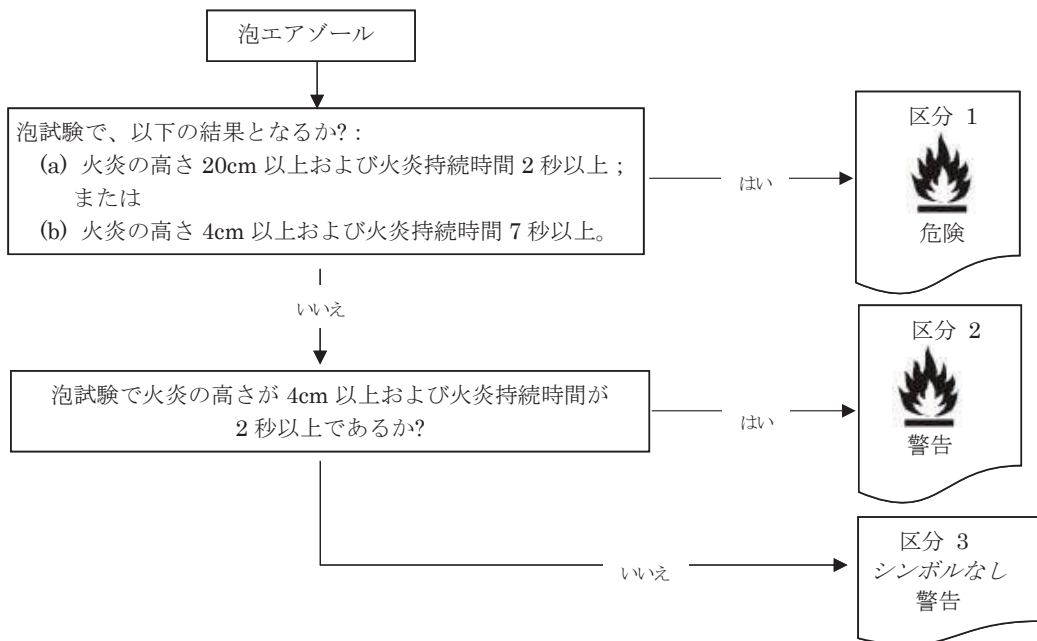 泡エアゾール
泡試験で、以下の結果となるか?：
(a) 火炎の高さ 20cm 以上および火炎持続時間 2 秒以上；
または
(b) 火炎の高さ 4cm 以上および火炎持続時間 7 秒以上。
はい
区分 1
危険
いいえ
泡試験で火炎の高さが 4cm 以上および火炎持続時間が
2 秒以上であるか?
はい
区分 2
警告
いいえ
区分 3
シンボルなし
警告